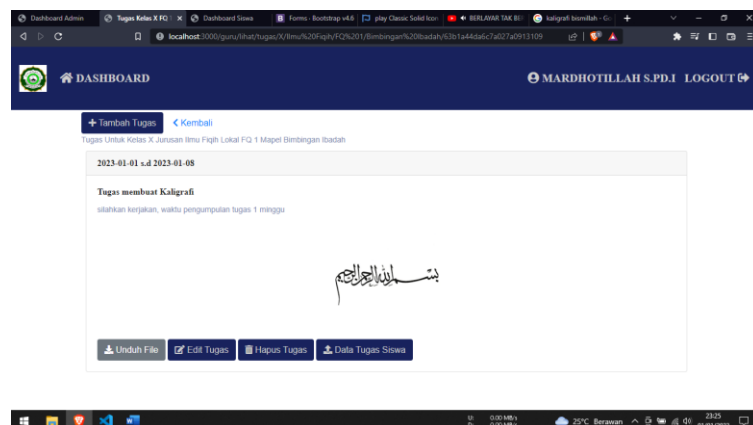 Dashboard Admin
Tugas Kelas X FQ 1
Dashboard Siswa
Forms · Bootstrap v4.6
play Classic Solid Icon
BERLAYAR TAK BE
kaligrafi bismillah - Go
localhost:3000/guru/lihat/tugas/X/Ilmu%20Fiqih/FQ%201/Bimbingan%20Ibadah/63b1a44da6c7a027a0913109
DASHBOARD
MARDHOTILLAH S.PD.I LOGOUT
+ Tambah Tugas
Kembali
Tugas Untuk Kelas X Jurusan Ilmu Fiqih Lokal FQ 1 Mapel Bimbingan Ibadah
2023-01-01 s.d 2023-01-08
Tugas membuat Kaligrafi
silahkan kerjakan, waktu pengumpulan tugas 1 minggu
بسم الله الرحمن الرحيم
Unduh File
Edit Tugas
Hapus Tugas
Data Tugas Siswa
U: 0.00 MB/s
D: 0.00 MB/s
25°C Berawan
23:25